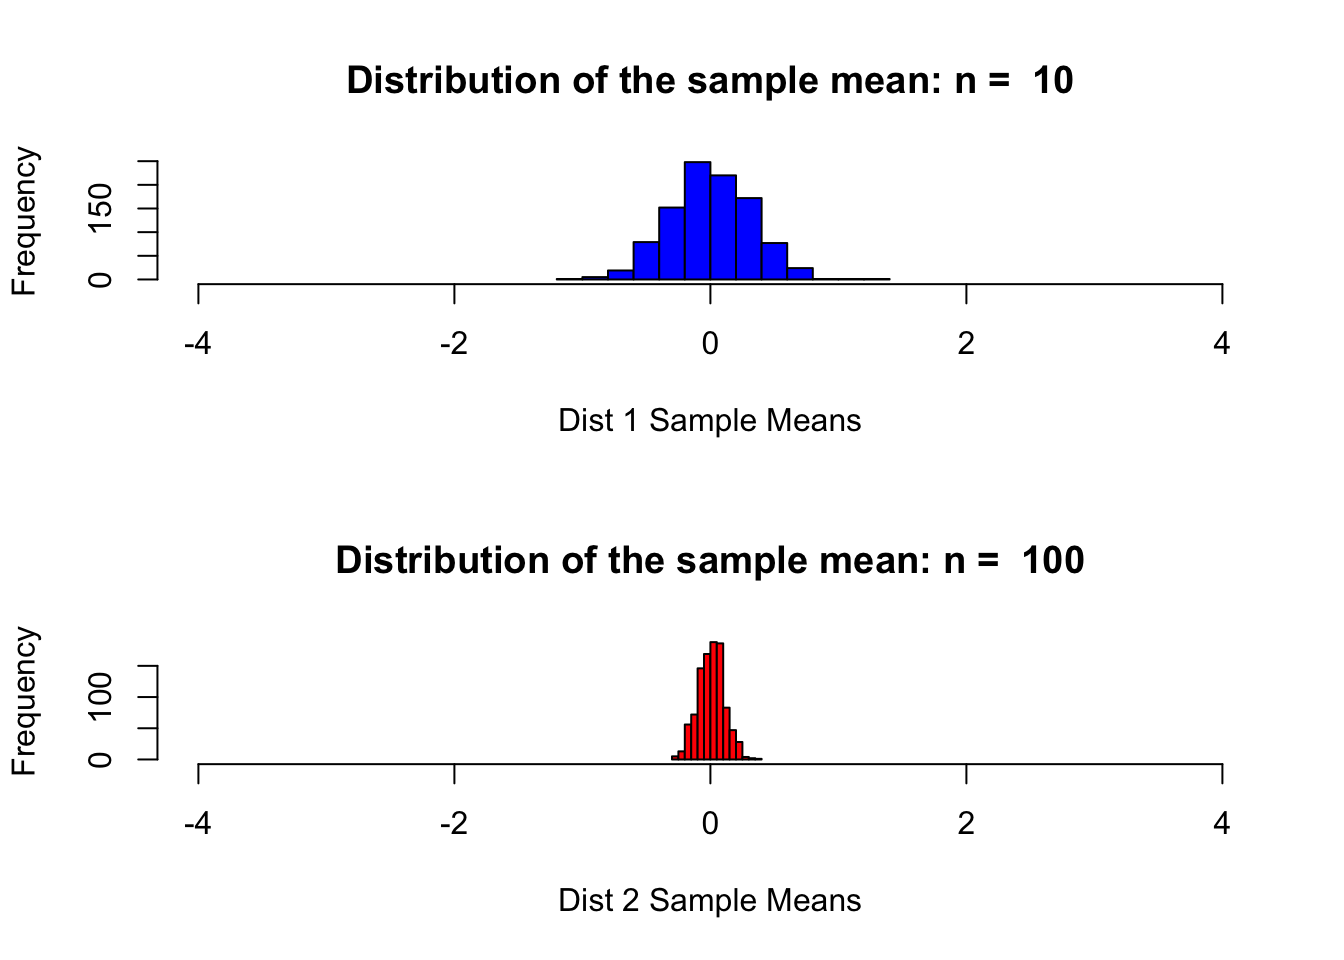 Distribution of the sample mean: n =  10
Frequency
150
0
-4 -2 0 2 4
Dist 1 Sample Means
Distribution of the sample mean: n =  100
Frequency
100
0
-4 -2 0 2 4
Dist 2 Sample Means